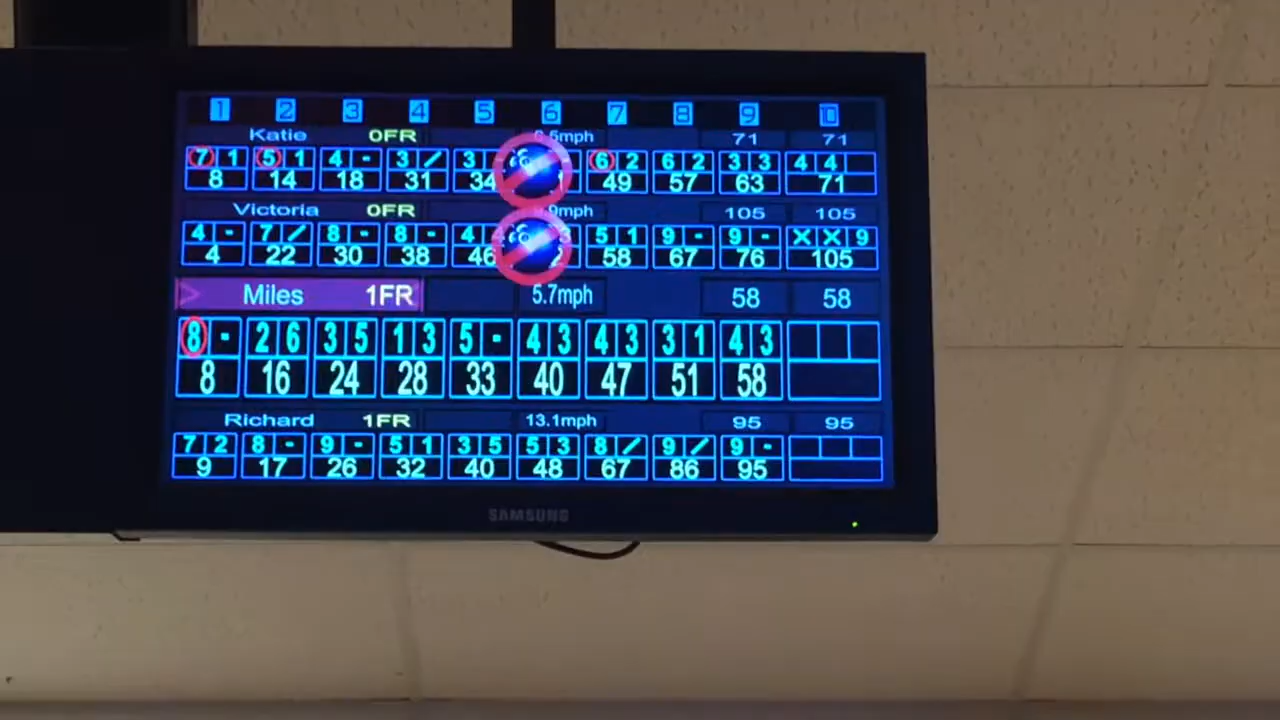 1 2 3 4 5 6 7 8 9 10
Katie 0FR 6.5mph 71 71
7 1 5 1 4 - 3 / 3 6 2 6 2 3 3 4 4
8 14 18 31 34 49 57 63 71
Victoria 0FR 9mph 105 105
4 - 7 / 8 - 8 - 4 4 3 5 1 9 - 9 - X X 9
4 22 30 38 46 2 58 67 76 105
> Miles 1FR 5.7mph 58 58
8 - 2 6 3 5 1 3 5 - 4 3 4 3 3 1 4 3
8 16 24 28 33 40 47 51 58
Richard 1FR 13.1mph 95 95
7 2 8 - 9 - 5 1 3 5 5 3 8 / 9 / 9 -
9 17 26 32 40 48 67 86 95
SAMSUNG